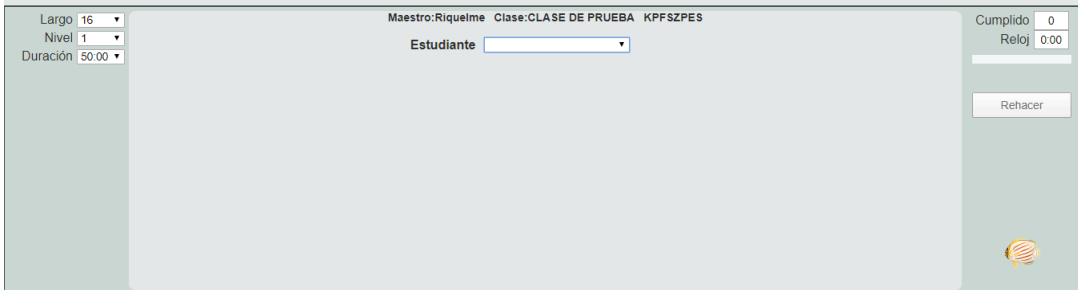 Largo 16
Nivel 1
Duración 50:00
Maestro:Riquelme Clase:CLASE DE PRUEBA KPFSZPES
Estudiante
Cumplido 0
Reloj 0:00
Rehacer